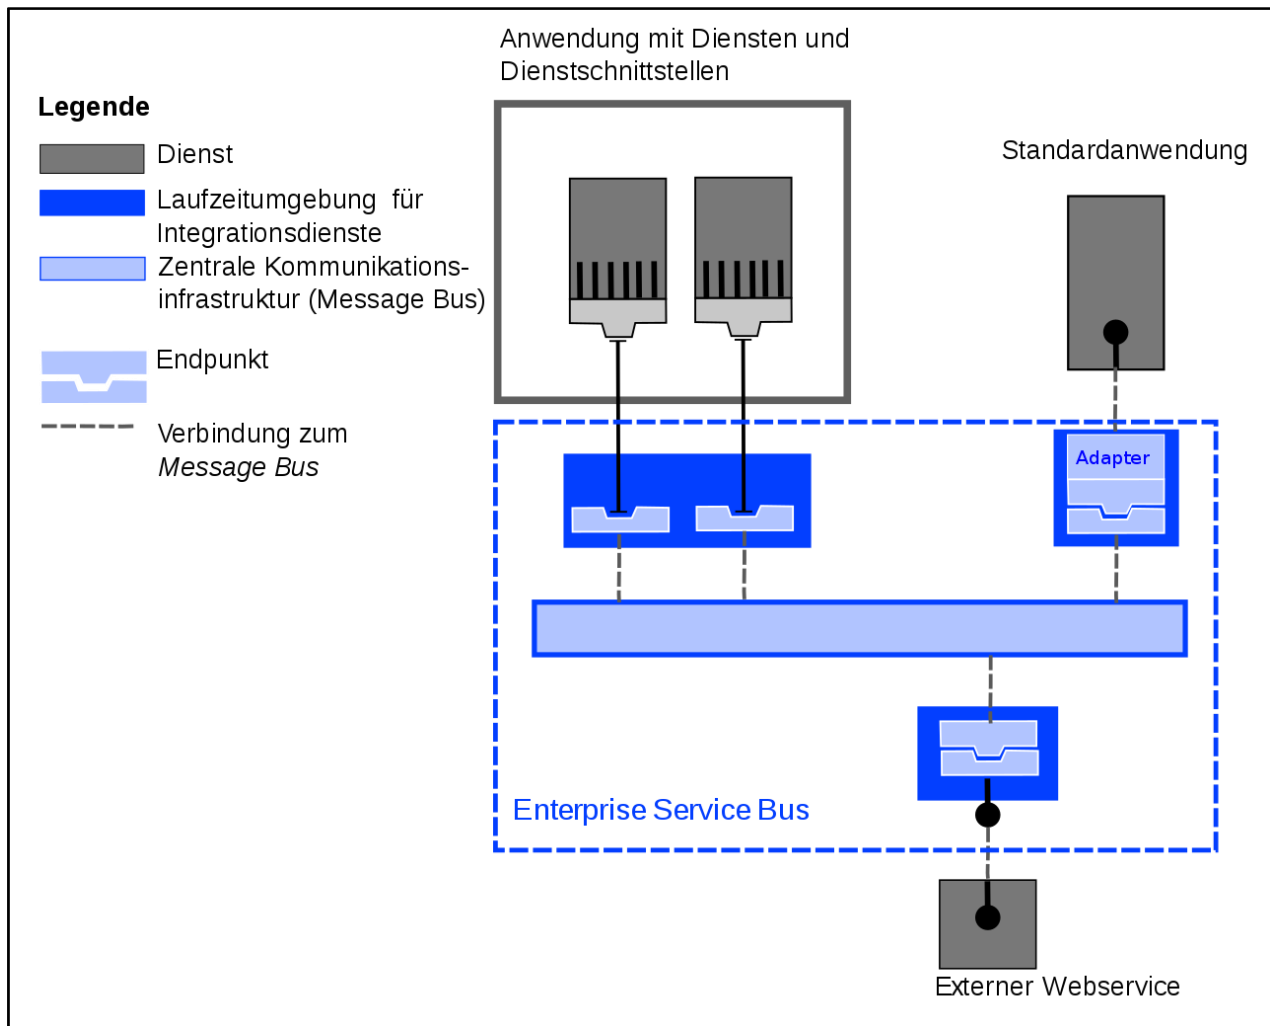 Anwendung mit Diensten und
Dienstschnittstellen
Legende
Dienst
Laufzeitumgebung für
Integrationsdienste
Zentrale Kommunikations-
infrastruktur (Message Bus)
Endpunkt
Verbindung zum
Message Bus
Standardanwendung
Adapter
Enterprise Service Bus
Externer Webservice